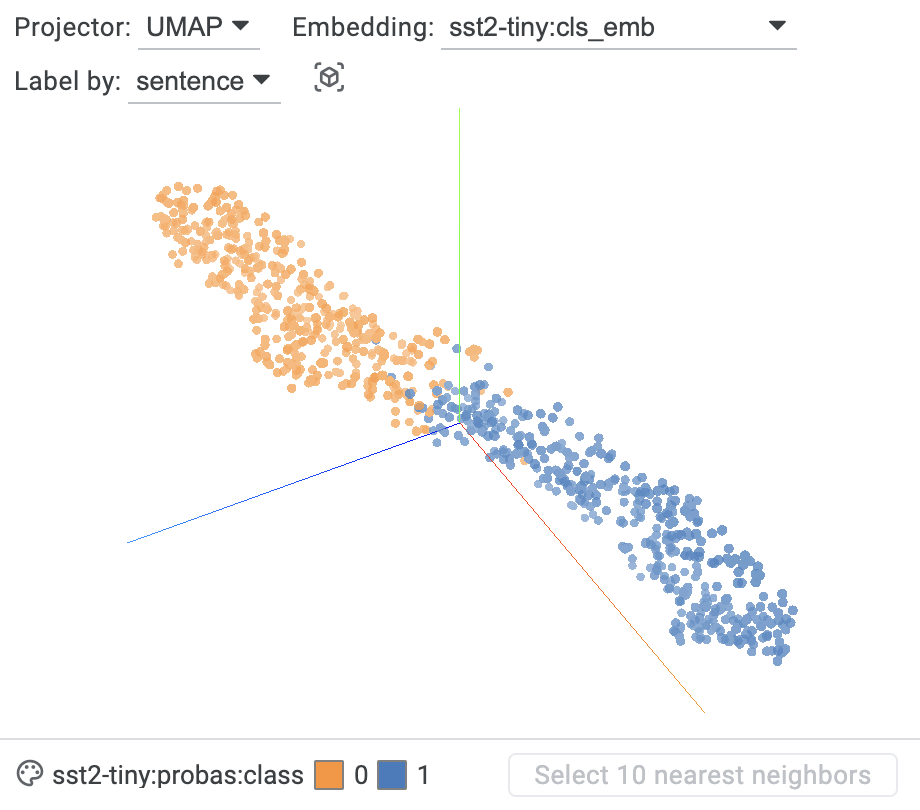 Projector: UMAP Embedding: sst2-tiny:cls_emb
Label by: sentence
sst2-tiny:probas:class 0 1 Select 10 nearest neighbors